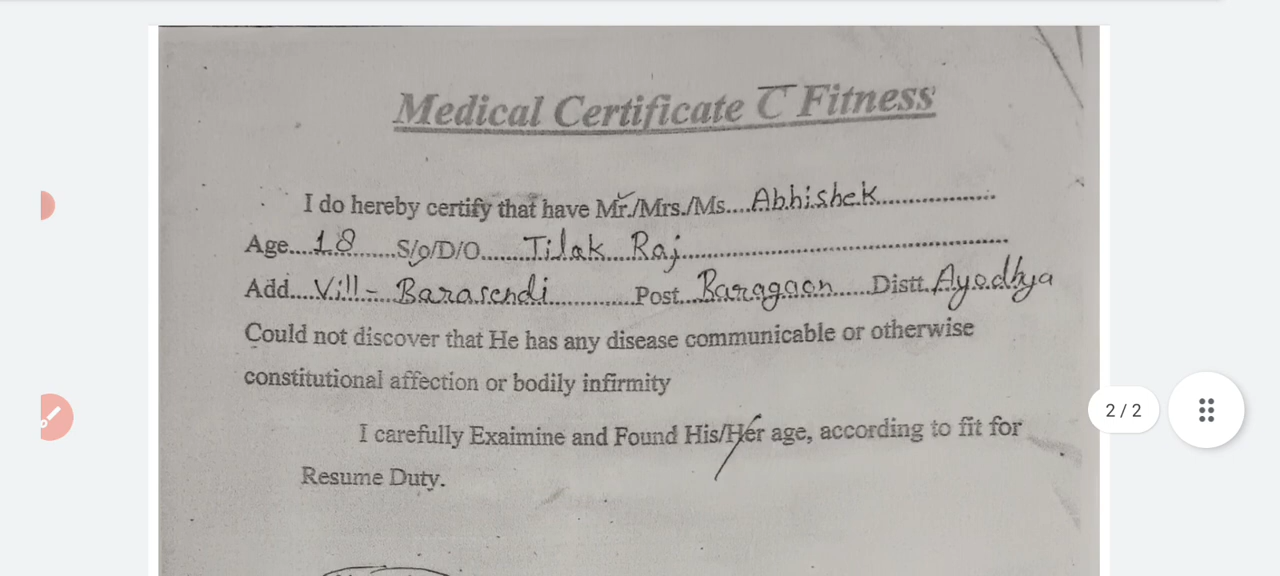 Medical Certificate C Fitness
I do hereby certify that have Mr./Mrs./Ms....Abhishek..................
Age....18.......S/o/D/O........Tilak Raj......................................................
Add....Vill- Barasendi.............Post...Baragaon......Distt..Ayodhya
Could not discover that He has any disease communicable or otherwise
constitutional affection or bodily infirmity
I carefully Exaimine and Found His/Her age, according to fit for
Resume Duty.
2 / 2